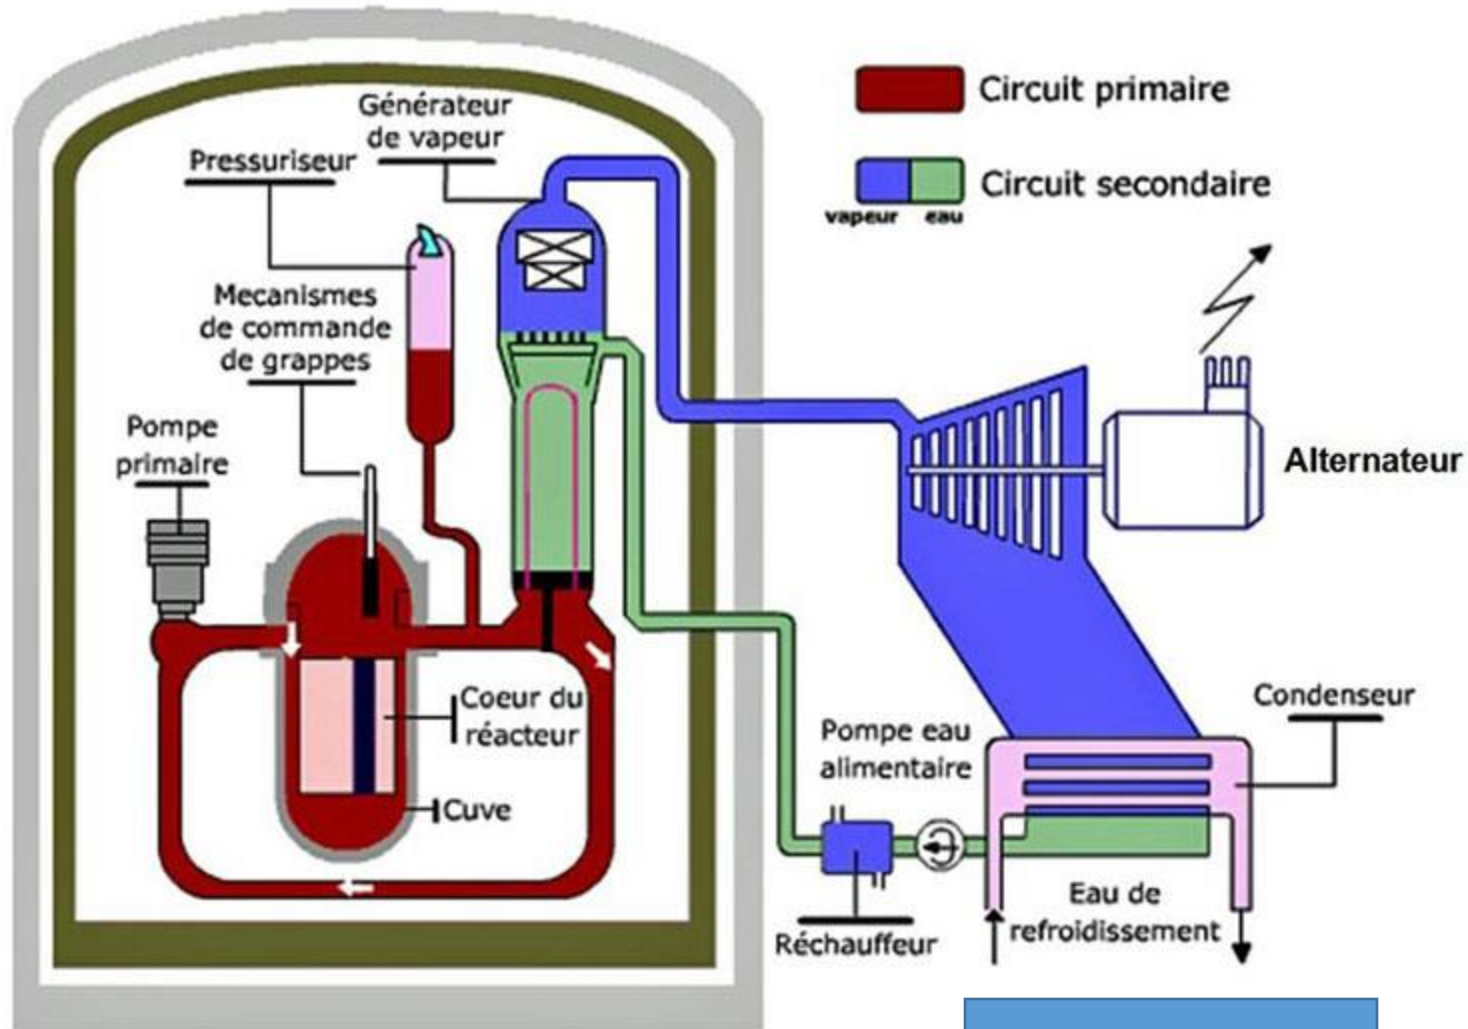 Circuit primaire
Circuit secondaire
vapeur eau
Générateur
de vapeur
Pressuriseur
Mecanismes
de commande
de grappes
Pompe
primaire
Alternateur
Coeur du
réacteur
Cuve
Condenseur
Pompe eau
alimentaire
Eau de
refroidissement
Réchauffeur